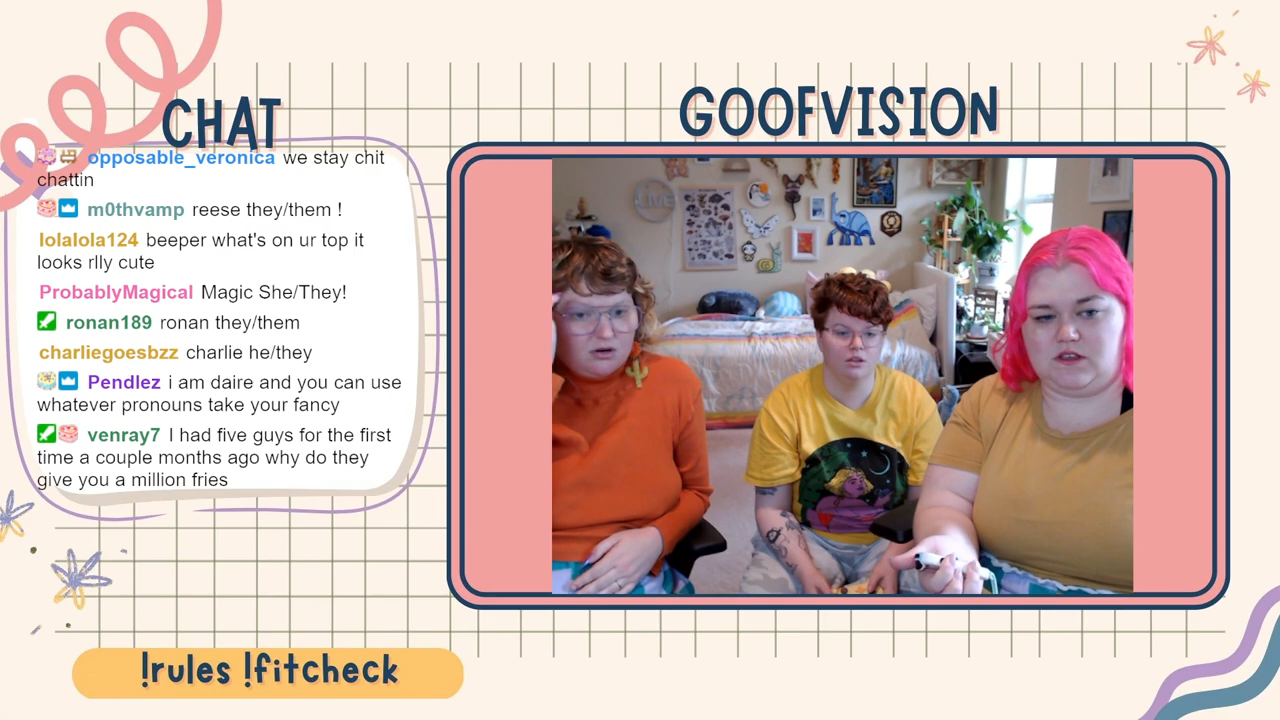 CHAT
GOOFVISION
opposable_veronica we stay chit
chattin
m0thvamp reese they/them !
lolalola124 beeper what's on ur top it
looks rlly cute
ProbablyMagical Magic She/They!
ronan189 ronan they/them
charliegoesbzz charlie he/they
Pendlez i am daire and you can use
whatever pronouns take your fancy
venray7 I had five guys for the first
time a couple months ago why do they
give you a million fries
LIVE
!rules !fitcheck